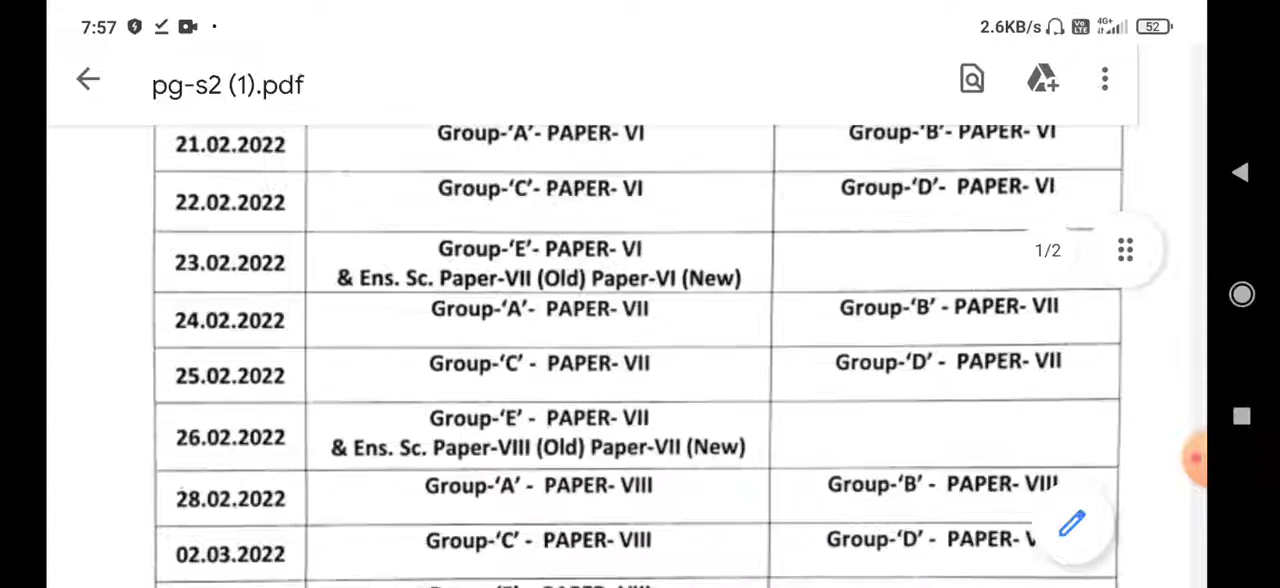 7:57
2.6KB/s Vo LTE 4G+ 52
pg-s2 (1).pdf
21.02.2022 Group-‘A’- PAPER- VI Group-‘B’- PAPER- VI
22.02.2022 Group-‘C’- PAPER- VI Group-‘D’- PAPER- VI
1/2
23.02.2022 Group-‘E’- PAPER- VI
& Ens. Sc. Paper-VII (Old) Paper-VI (New)
24.02.2022 Group-‘A’- PAPER- VII Group-‘B’ - PAPER- VII
25.02.2022 Group-‘C’ - PAPER- VII Group-‘D’ - PAPER- VII
26.02.2022 Group-‘E’ - PAPER- VII
& Ens. Sc. Paper-VIII (Old) Paper-VII (New)
28.02.2022 Group-‘A’ - PAPER- VIII Group-‘B’ - PAPER- VIII
02.03.2022 Group-‘C’ - PAPER- VIII Group-‘D’ - PAPER-